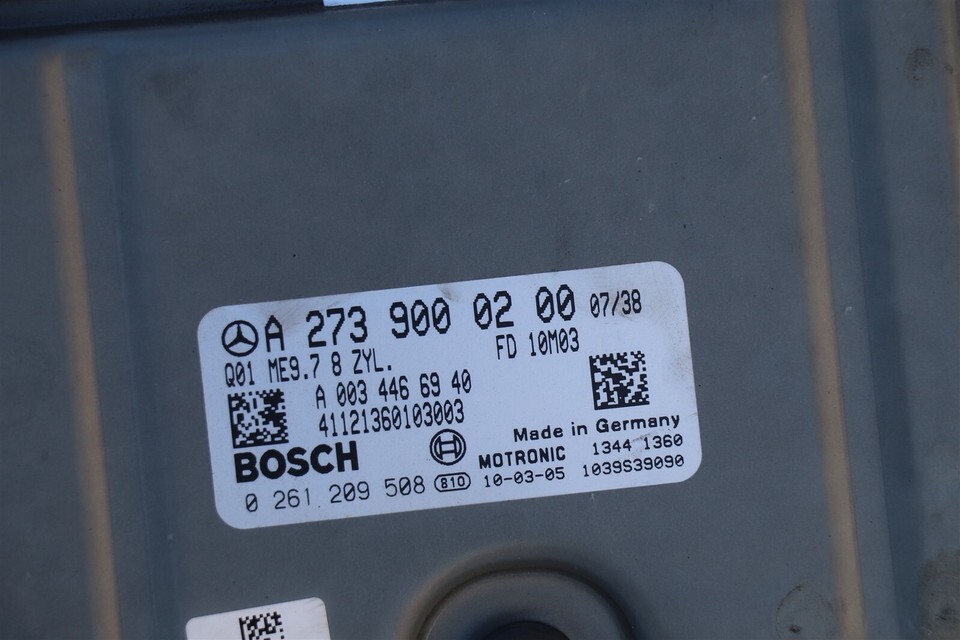 A 273 900 02 00 07/38
Q01 ME9.7 8 ZYL. FD 10M03
A 003 446 69 40
41121360103003
Made in Germany
BOSCH MOTRONIC 1344 1360
0 261 209 508 810 10-03-05 1039S39090